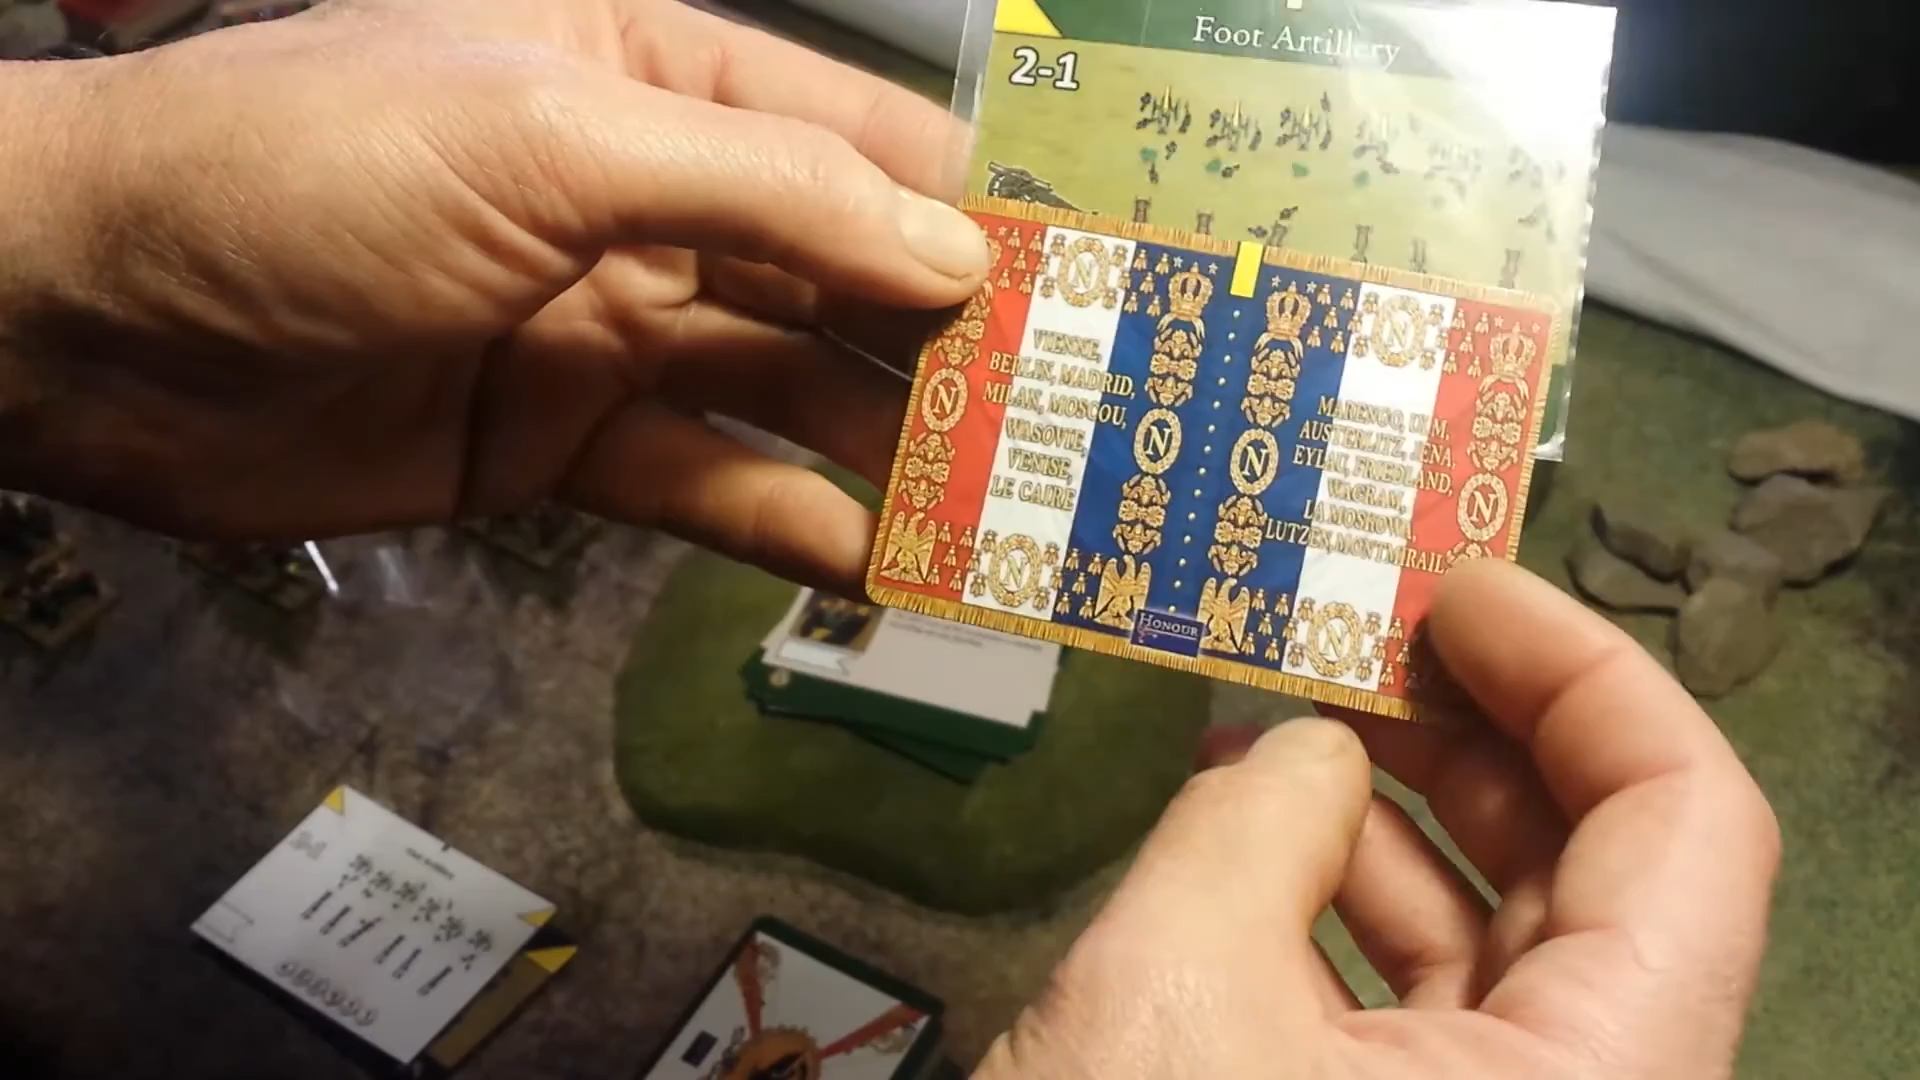 Foot Artillery
2-1
N
N
VIENNE,
BERLIN, MADRID,
MILAN, MOSCOU,
WASOVIE,
VENISE,
LE CAIRE
N
N
N
MARENGO, ULM,
AUSTERLITZ, JENA,
EYLAU, FRIEDLAND,
WAGRAM,
LA MOSKOWA,
LUTZEN, MONTMIRAIL
N
N
N
N
HONOUR